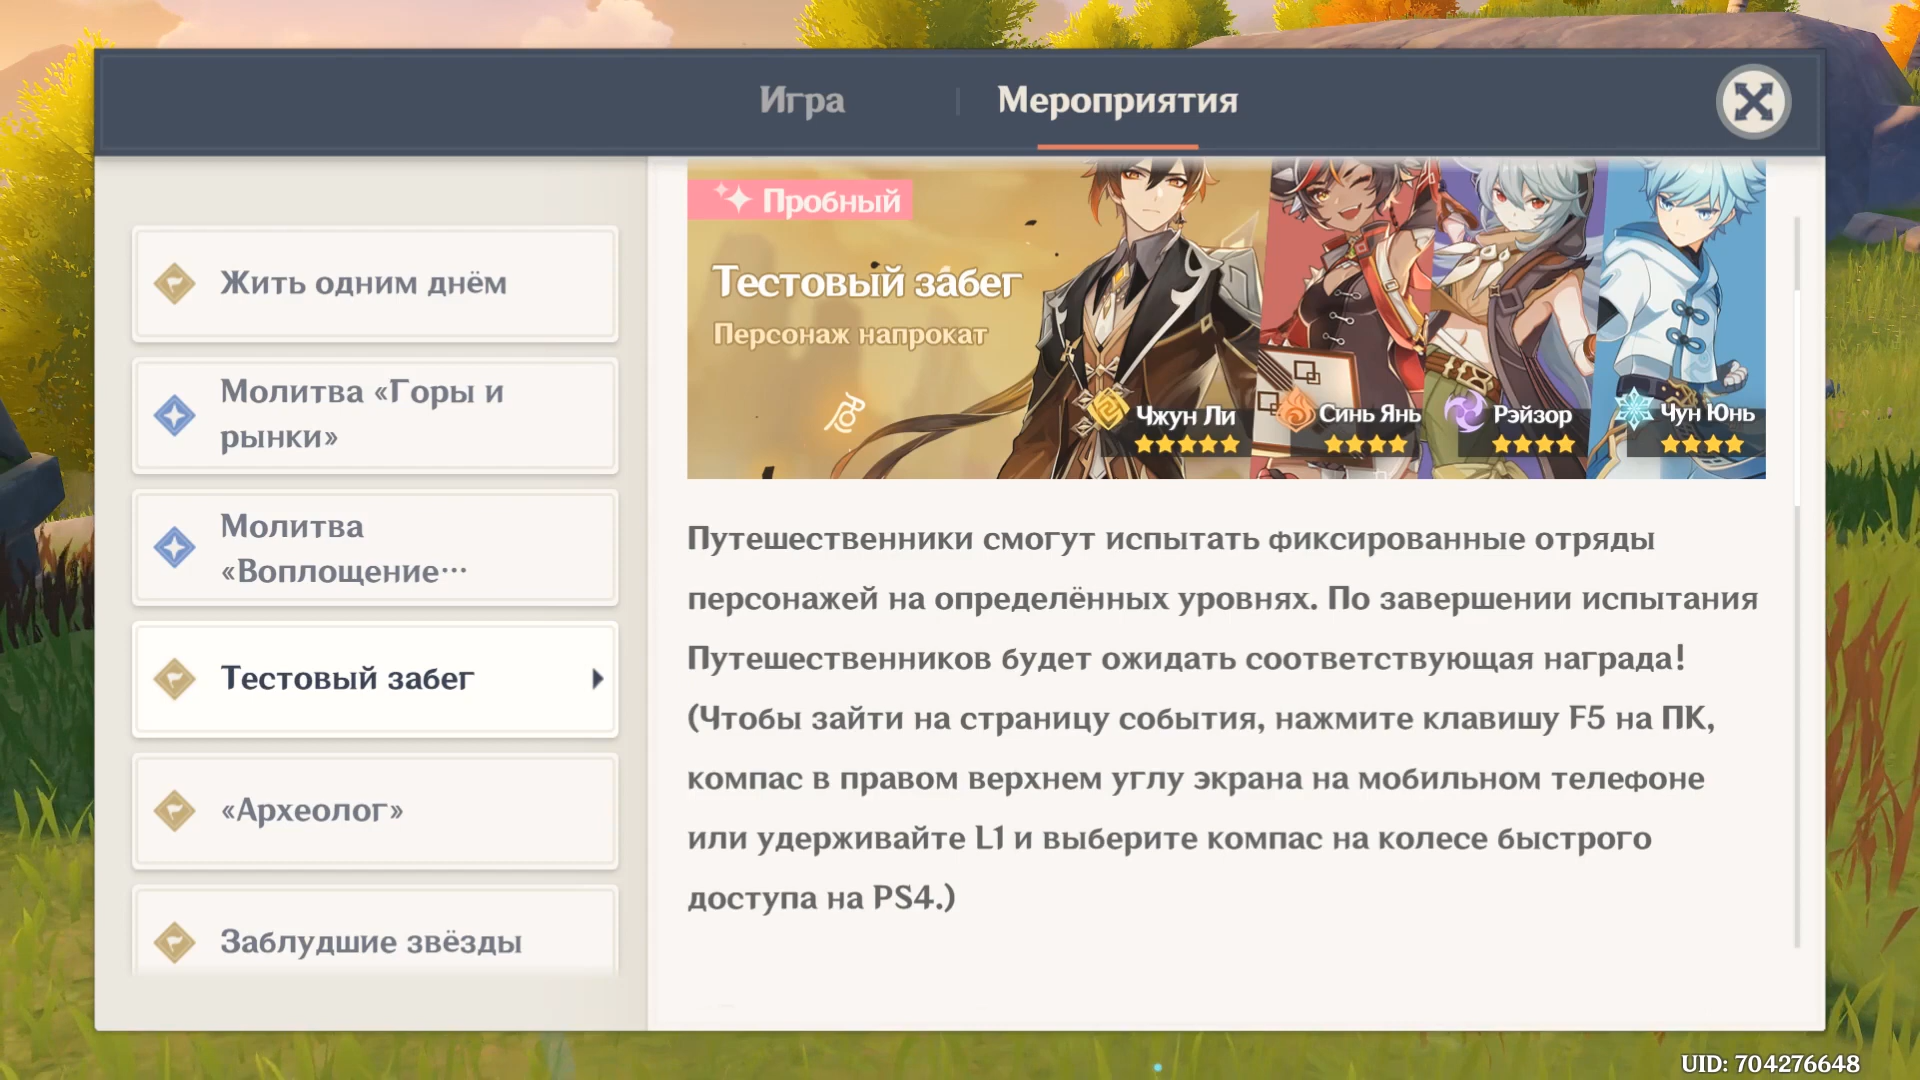 Игра
Мероприятия
Жить одним днём
Молитва «Горы и
рынки»
Молитва
«Воплощение…
Тестовый забег
«Археолог»
Заблудшие звёзды
Пробный
Тестовый забег
Персонаж напрокат
Чжун Ли
Синь Янь
Рэйзор
Чун Юнь
Путешественники смогут испытать фиксированные отряды
персонажей на определённых уровнях. По завершении испытания
Путешественников будет ожидать соответствующая награда!
(Чтобы зайти на страницу события, нажмите клавишу F5 на ПК,
компас в правом верхнем углу экрана на мобильном телефоне
или удерживайте L1 и выберите компас на колесе быстрого
доступа на PS4.)
UID: 704276648